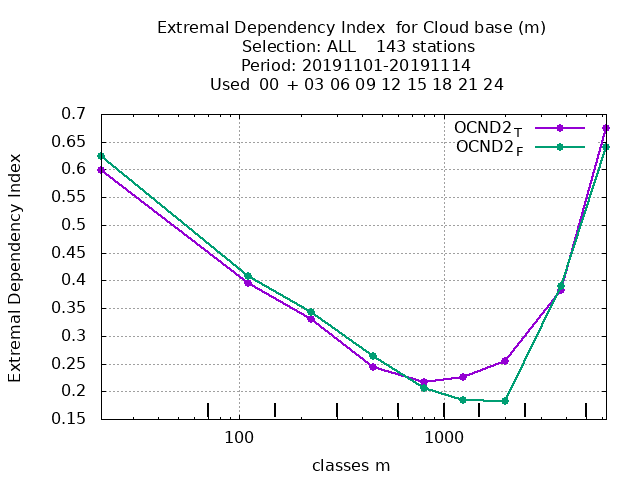 Extremal Dependency Index  for Cloud base (m)
Selection: ALL    143 stations
Period: 20191101-20191114
Used  00 + 03 06 09 12 15 18 21 24
OCND2T
OCND2F
Extremal Dependency Index
0.7
0.65
0.6
0.55
0.5
0.45
0.4
0.35
0.3
0.25
0.2
0.15
100 1000
classes m